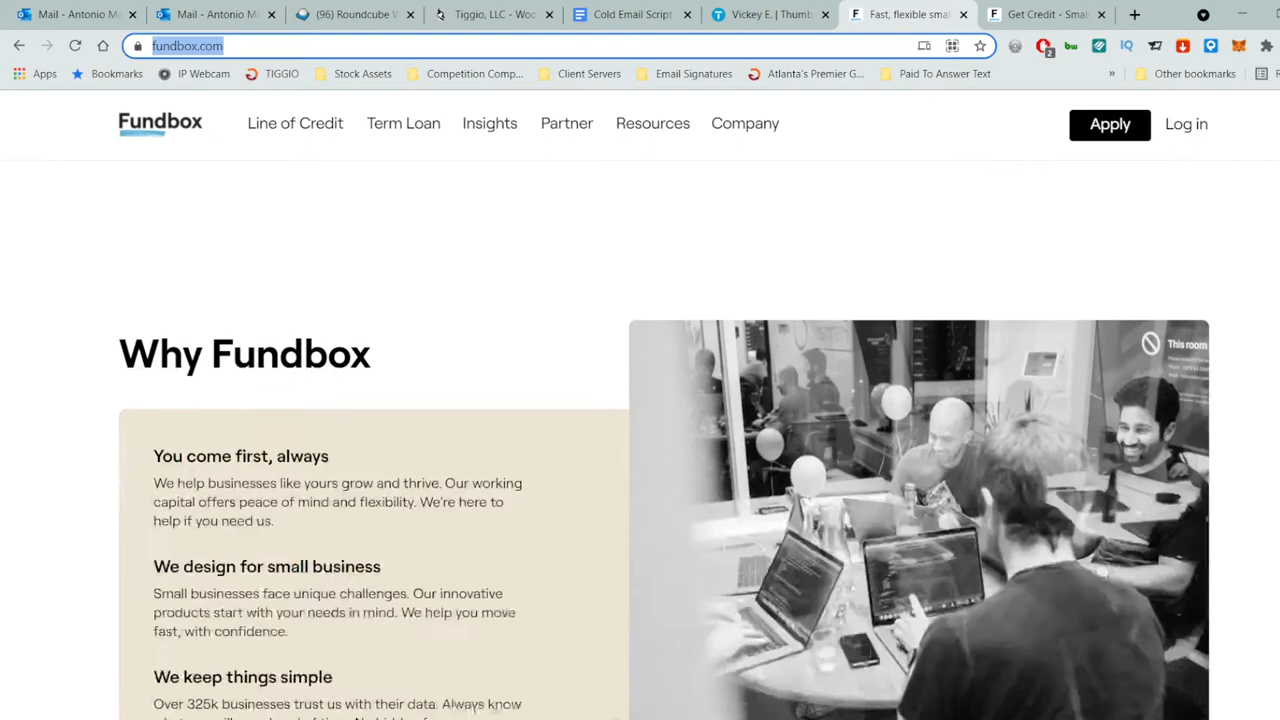 Mail - Antonio M
Mail - Antonio M
(96) Roundcube W
Tiggio, LLC - Woo
Cold Email Script
Vickey E. | Thumb
Fast, flexible smal
Get Credit - Small
fundbox.com
2
Apps
Bookmarks
IP Webcam
TIGGIO
Stock Assets
Competition Comp...
Client Servers
Email Signatures
Atlanta's Premier G...
Paid To Answer Text
»
Other bookmarks
Fundbox
Line of Credit
Term Loan
Insights
Partner
Resources
Company
Apply
Log in
Why Fundbox
This room
You come first, always
We help businesses like yours grow and thrive. Our working
capital offers peace of mind and flexibility. We're here to
help if you need us.
We design for small business
Small businesses face unique challenges. Our innovative
products start with your needs in mind. We help you move
fast, with confidence.
We keep things simple
Over 325k businesses trust us with their data. Always know